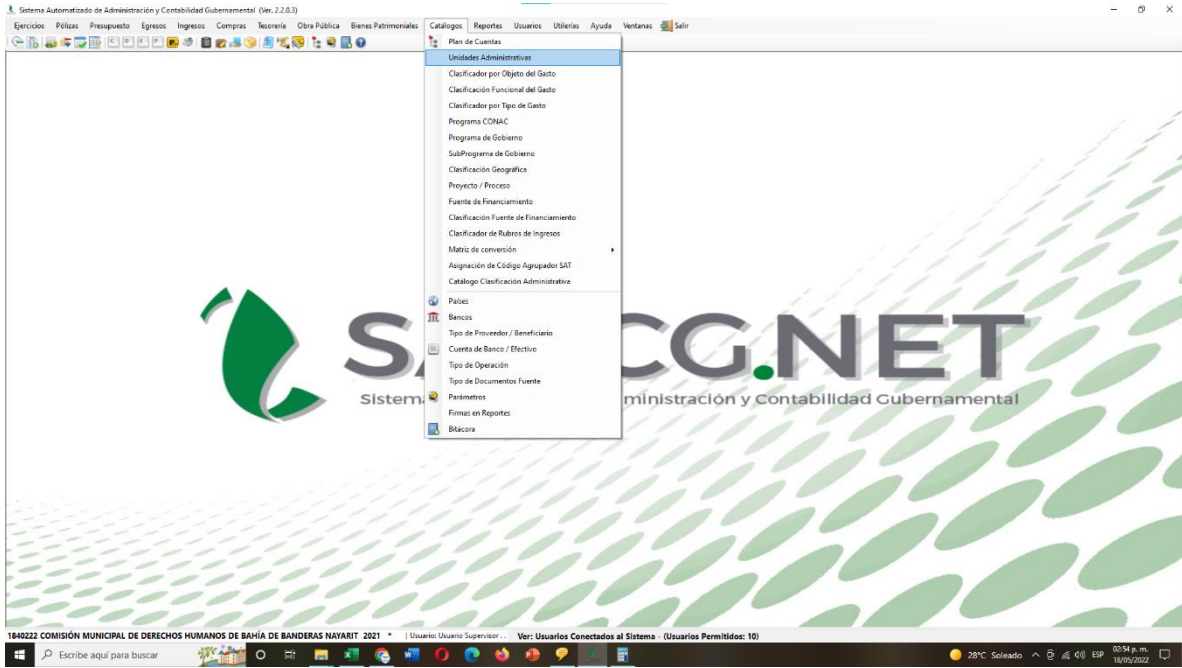 Sistema Automatizado de Administración y Contabilidad Gubernamental (Ver. 2.2.0.3)
Ejercicios Pólizas Presupuesto Egresos Ingresos Compras Tesorería Obra Pública Bienes Patrimoniales Catálogos Reportes Usuarios Utilerías Ayuda Ventanas Salir
Plan de Cuentas
Unidades Administrativas
Clasificador por Objeto del Gasto
Clasificación Funcional del Gasto
Clasificador por Tipo de Gasto
Programa CONAC
Programa de Gobierno
SubPrograma de Gobierno
Clasificación Geográfica
Proyecto / Proceso
Fuente de Financiamiento
Clasificación Fuente de Financiamiento
Clasificador de Rubros de Ingresos
Matriz de conversión
Asignación de Código Agrupador SAT
Catálogo Clasificación Administrativa
Países
Bancos
Tipo de Proveedor / Beneficiario
Cuenta de Banco / Efectivo
Tipo de Operación
Tipo de Documentos Fuente
Parámetros
Firmas en Reportes
Bitácora
S CG.NET
Sistema ministración y Contabilidad Gubernamental
1840222 COMISIÓN MUNICIPAL DE DERECHOS HUMANOS DE BAHÍA DE BANDERAS NAYARIT 2021 * | Usuario: Usuario Supervisor . . Ver: Usuarios Conectados al Sistema - (Usuarios Permitidos: 10)
Escribe aquí para buscar
28°C Soleado ESP 02:54 p. m.
18/05/2022